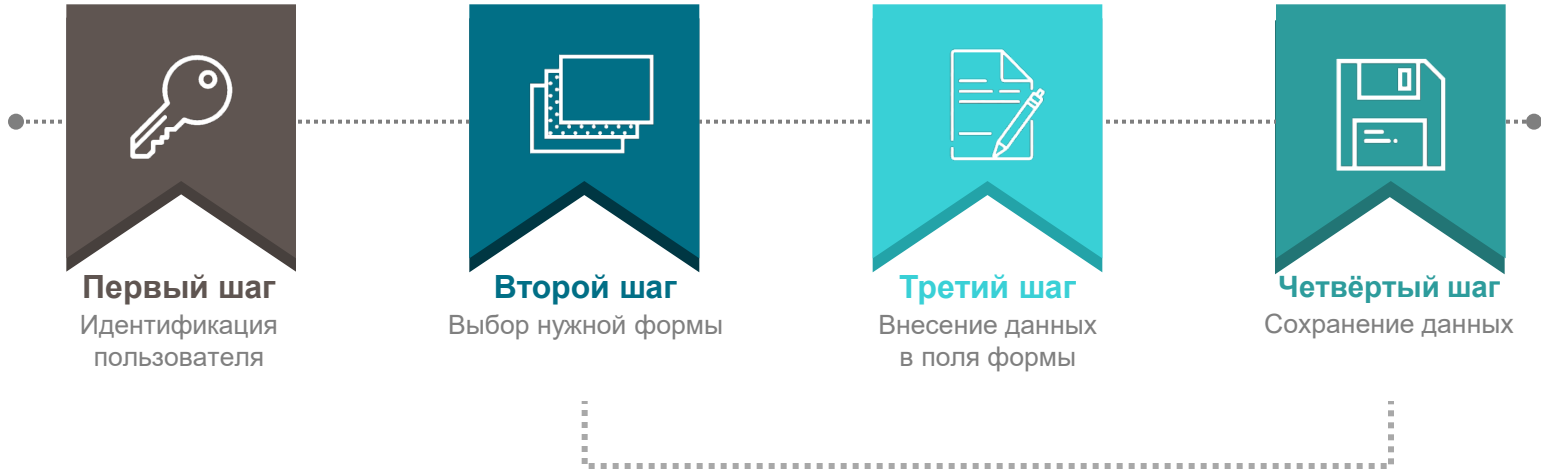 Первый шаг
Идентификация
пользователя
Второй шаг
Выбор нужной формы
Третий шаг
Внесение данных
в поля формы
Четвёртый шаг
Сохранение данных